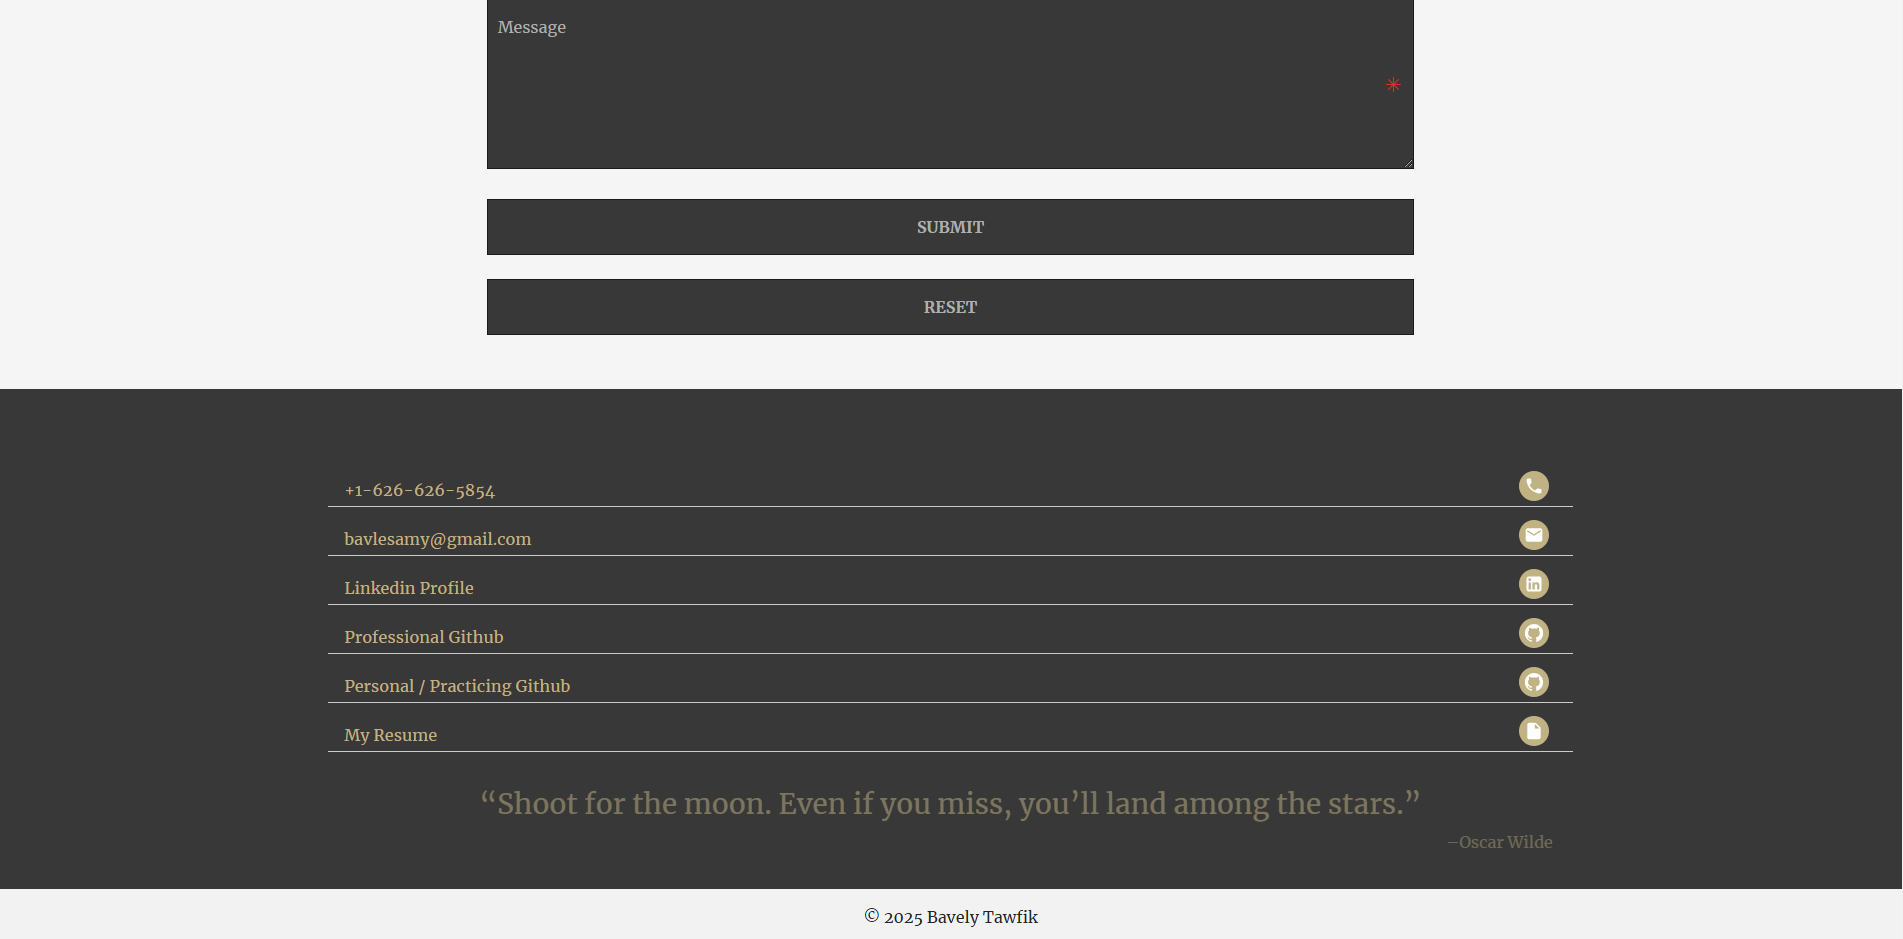 Message
SUBMIT
RESET
+1-626-626-5854
bavlesamy@gmail.com
Linkedin Profile
Professional Github
Personal / Practicing Github
My Resume
“Shoot for the moon. Even if you miss, you’ll land among the stars.”
–Oscar Wilde
© 2025 Bavely Tawfik